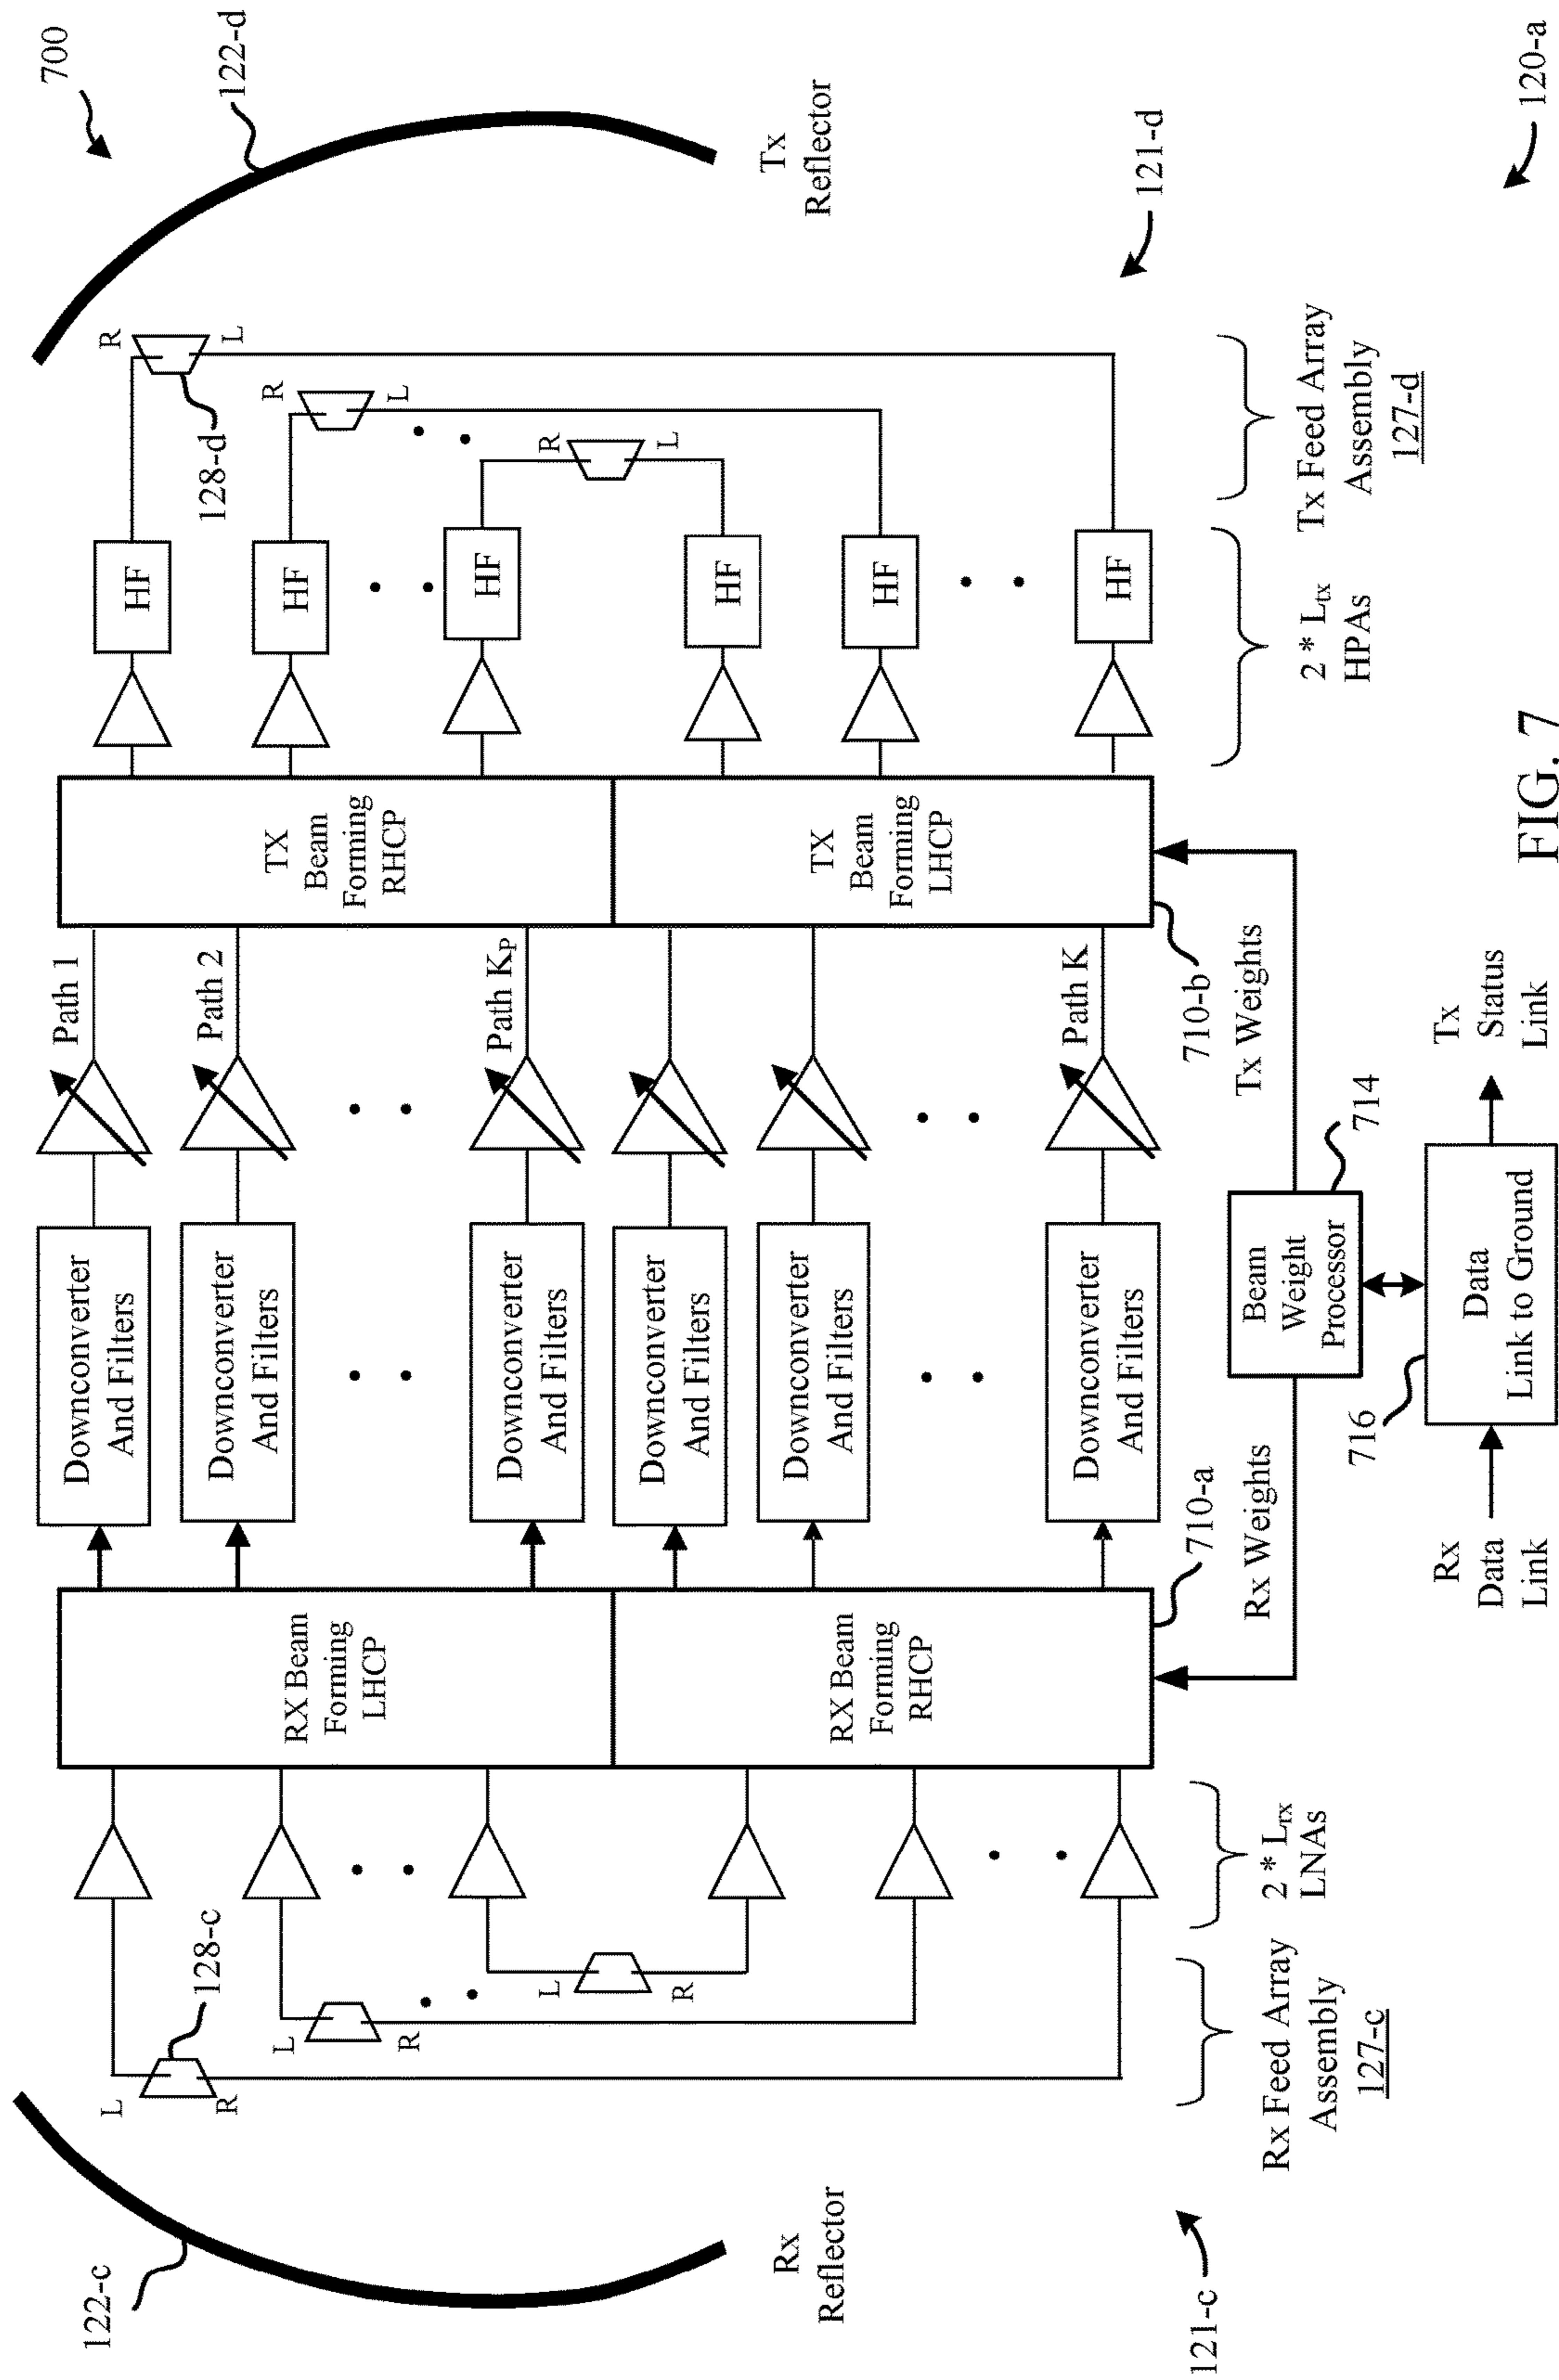 700
122-c
122-d
Rx
Reflector
Tx
Reflector
121-c
121-d
120-a
L
R
128-c
L
R
L
R
Rx Feed Array
Assembly
127-c
2 * Lrx
LNAs
RX Beam
Forming
LHCP
RX Beam
Forming
RHCP
710-a
Downconverter
And Filters
Downconverter
And Filters
Downconverter
And Filters
Downconverter
And Filters
Downconverter
And Filters
Downconverter
And Filters
Path 1
Path 2
Path KP
Path K
TX
Beam
Forming
RHCP
TX
Beam
Forming
LHCP
710-b
HF
HF
HF
HF
HF
HF
2 * Ltx
HPAs
R
L
128-d
R
L
R
L
Tx Feed Array
Assembly
127-d
Rx Weights
Tx Weights
Beam
Weight
Processor
714
716
Data
Link to Ground
Rx
Data
Link
Tx
Status
Link
FIG. 7